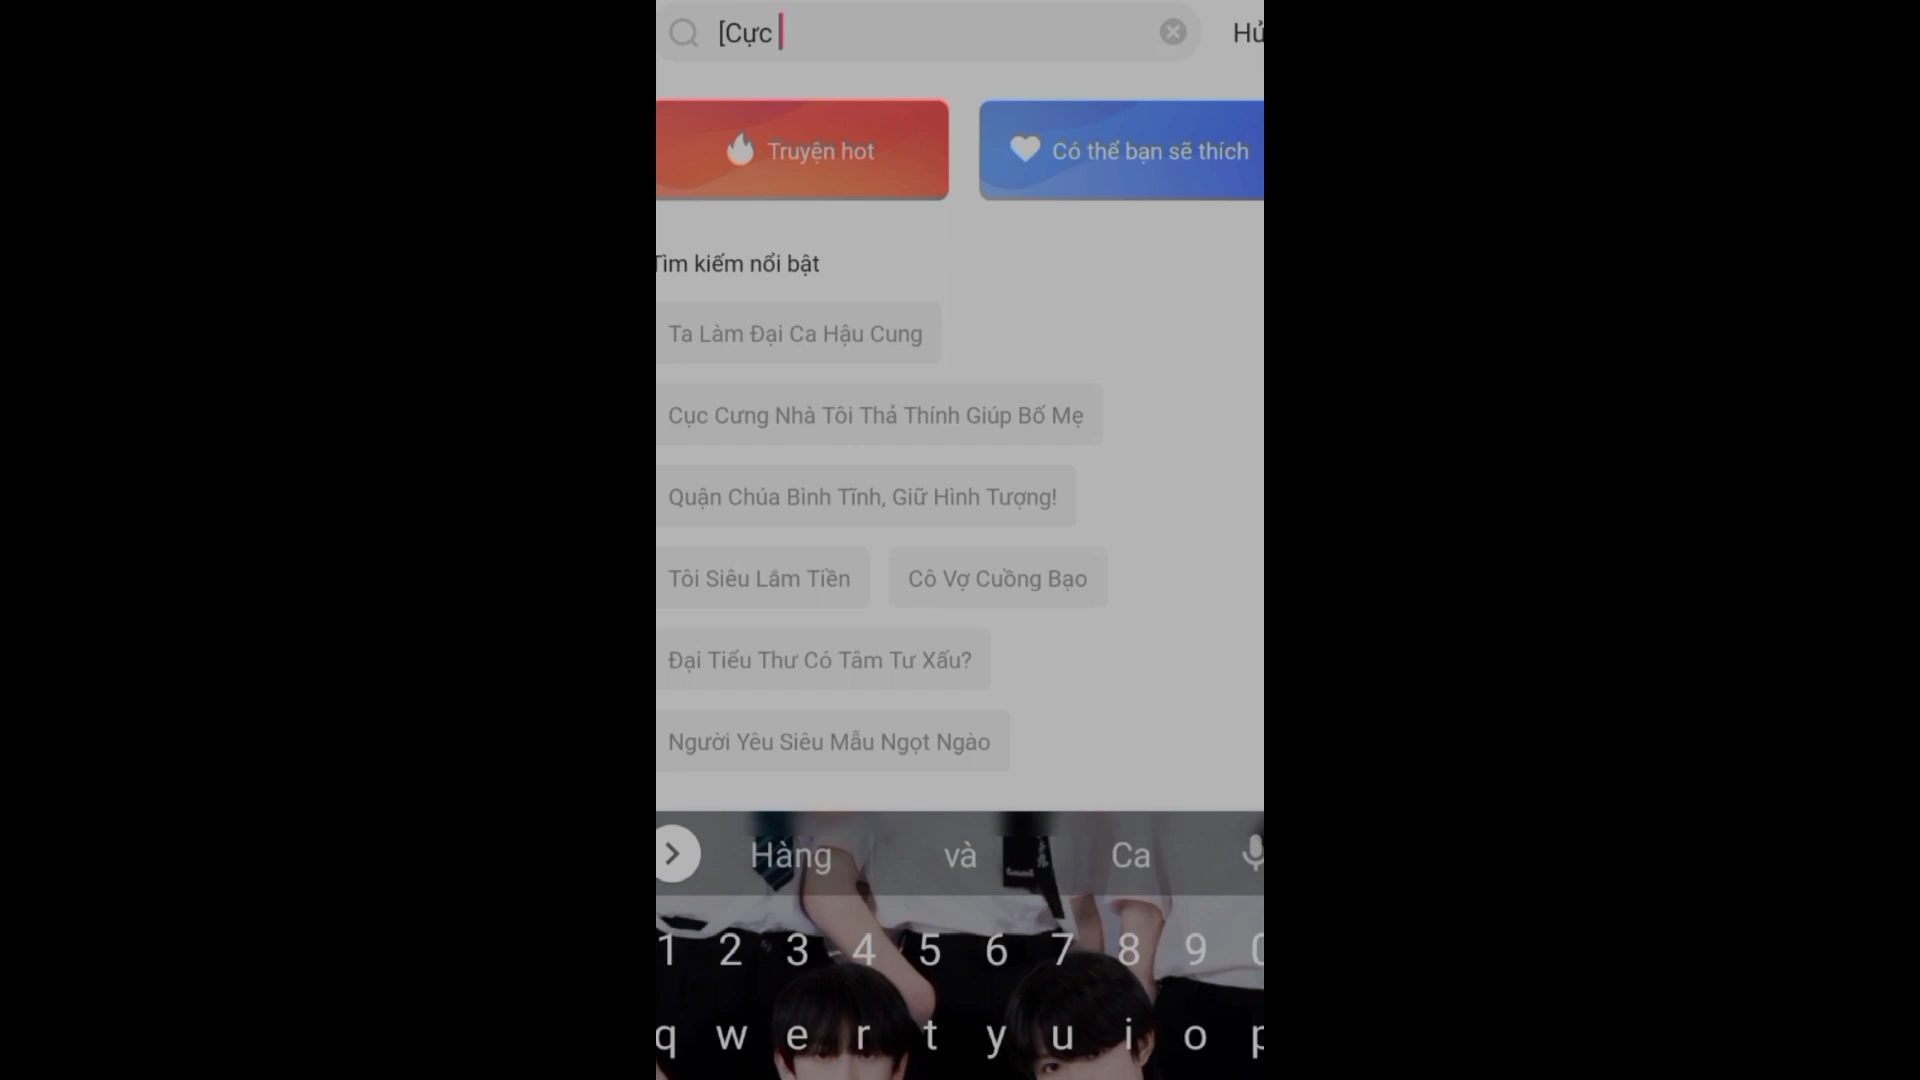 [Cực
Truyện hot
Có thể bạn sẽ thích
Tìm kiếm nổi bật
Ta Làm Đại Ca Hậu Cung
Cục Cưng Nhà Tôi Thả Thính Giúp Bố Mẹ
Quận Chúa Bình Tĩnh, Giữ Hình Tượng!
Tôi Siêu Lắm Tiền Cô Vợ Cuồng Bạo
Đại Tiểu Thư Có Tâm Tư Xấu?
Người Yêu Siêu Mẫu Ngọt Ngào
Hàng và Ca
1 2 3 4 5 6 7 8 9 0
q w e r t y u i o p